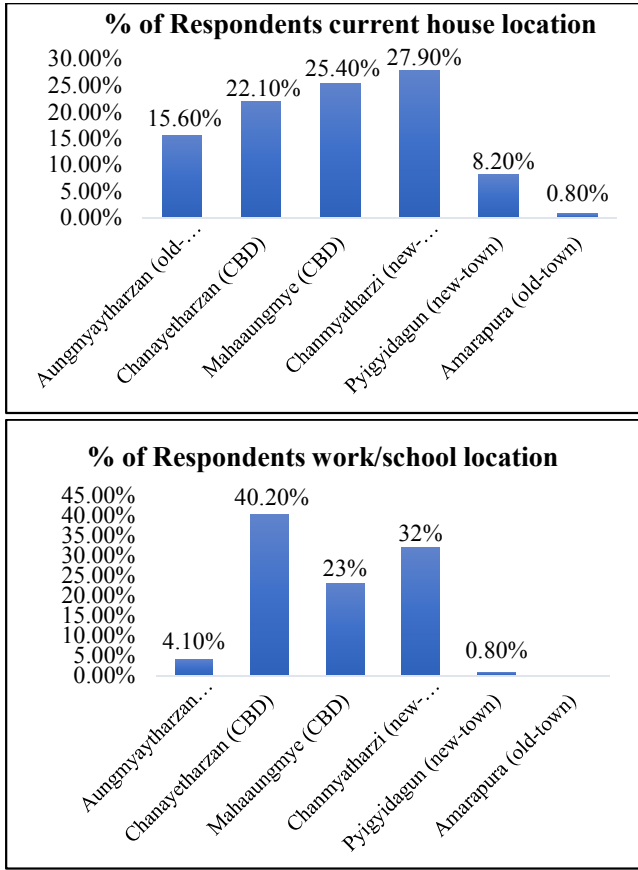 % of Respondents current house location
30.00%
25.00%
20.00%
15.00%
10.00%
5.00%
0.00%
15.60%
22.10%
25.40%
27.90%
8.20%
0.80%
Aungmyaytharzan (old-…
Chanayetharzan (CBD)
Mahaaungmye (CBD)
Chanmyatharzi (new-…
Pyigyidagun (new-town)
Amarapura (old-town)
% of Respondents work/school location
45.00%
40.00%
35.00%
30.00%
25.00%
20.00%
15.00%
10.00%
5.00%
0.00%
4.10%
40.20%
23%
32%
0.80%
Aungmyaytharzan…
Chanayetharzan (CBD)
Mahaaungmye (CBD)
Chanmyatharzi (new-…
Pyigyidagun (new-town)
Amarapura (old-town)